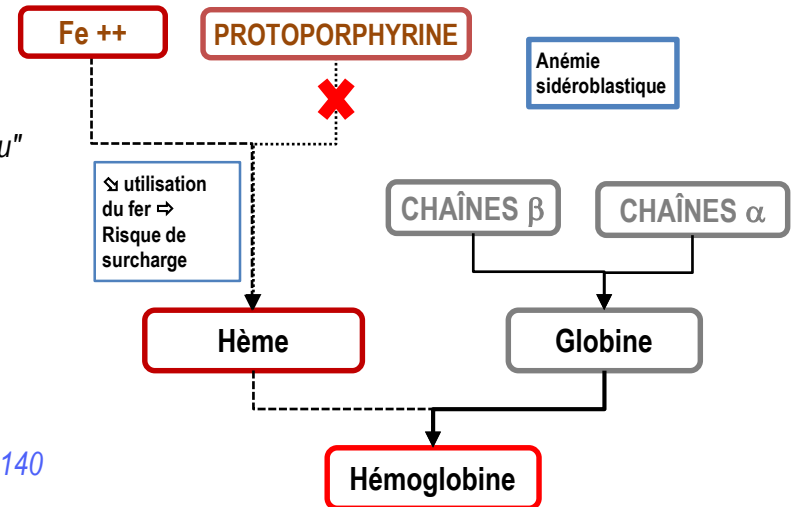 Fe ++
PROTOPORPHYRINE
Anémie
sidéroblastique
u"
⇘ utilisation
du fer ⇨
Risque de
surcharge
CHAÎNES β
CHAÎNES α
Hème
Globine
140
Hémoglobine